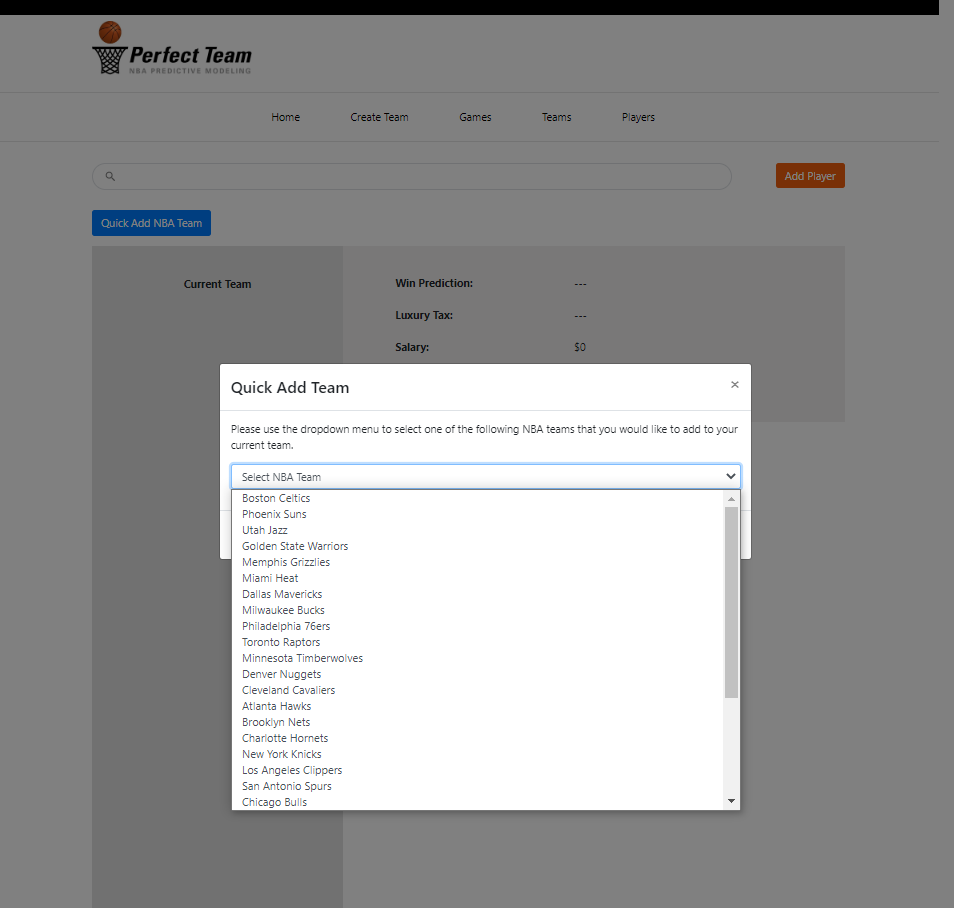 Perfect Team
NBA PREDICTIVE MODELING
Home
Create Team
Games
Teams
Players
Add Player
Quick Add NBA Team
Current Team
Win Prediction:
---
Luxury Tax:
---
Salary:
$0
Quick Add Team
×
Please use the dropdown menu to select one of the following NBA teams that you would like to add to your
current team.
Select NBA Team
Boston Celtics
Phoenix Suns
Utah Jazz
Golden State Warriors
Memphis Grizzlies
Miami Heat
Dallas Mavericks
Milwaukee Bucks
Philadelphia 76ers
Toronto Raptors
Minnesota Timberwolves
Denver Nuggets
Cleveland Cavaliers
Atlanta Hawks
Brooklyn Nets
Charlotte Hornets
New York Knicks
Los Angeles Clippers
San Antonio Spurs
Chicago Bulls